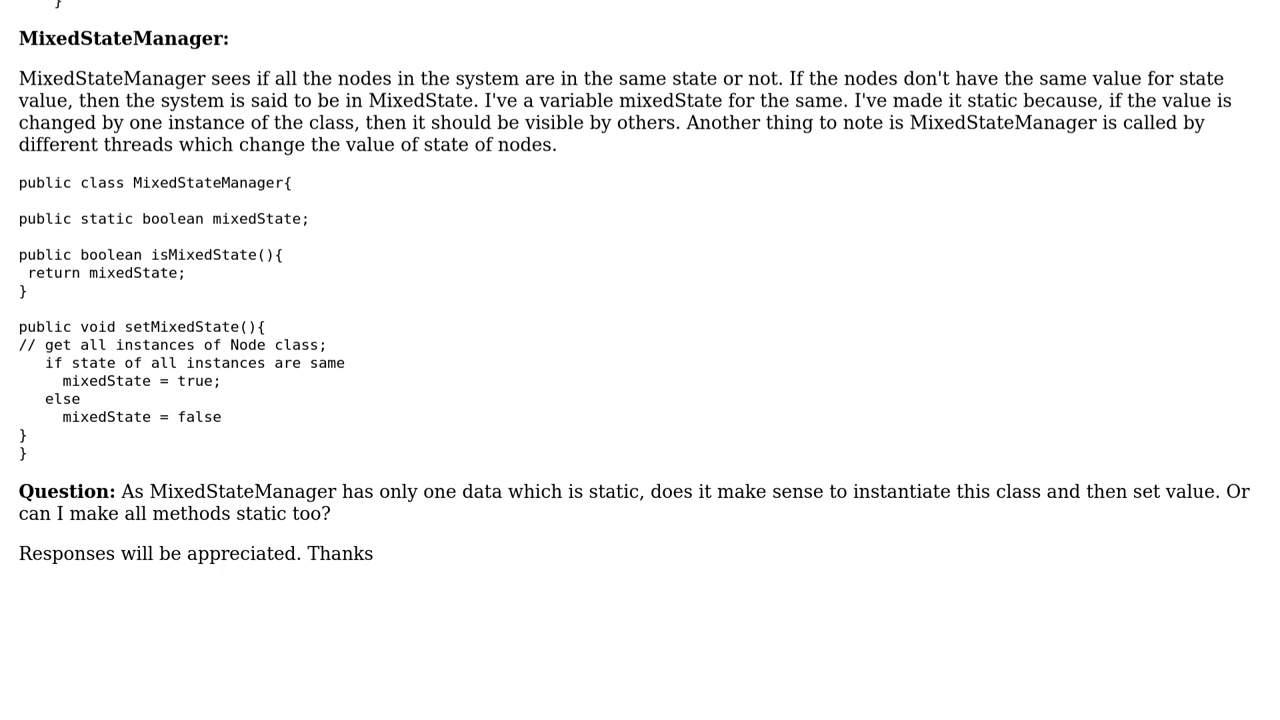 }
MixedStateManager:
MixedStateManager sees if all the nodes in the system are in the same state or not. If the nodes don't have the same value for state
value, then the system is said to be in MixedState. I've a variable mixedState for the same. I've made it static because, if the value is
changed by one instance of the class, then it should be visible by others. Another thing to note is MixedStateManager is called by
different threads which change the value of state of nodes.
public class MixedStateManager{
public static boolean mixedState;
public boolean isMixedState(){
 return mixedState;
}
public void setMixedState(){
// get all instances of Node class;
   if state of all instances are same
     mixedState = true;
   else
     mixedState = false
}
}
Question: As MixedStateManager has only one data which is static, does it make sense to instantiate this class and then set value. Or
can I make all methods static too?
Responses will be appreciated. Thanks